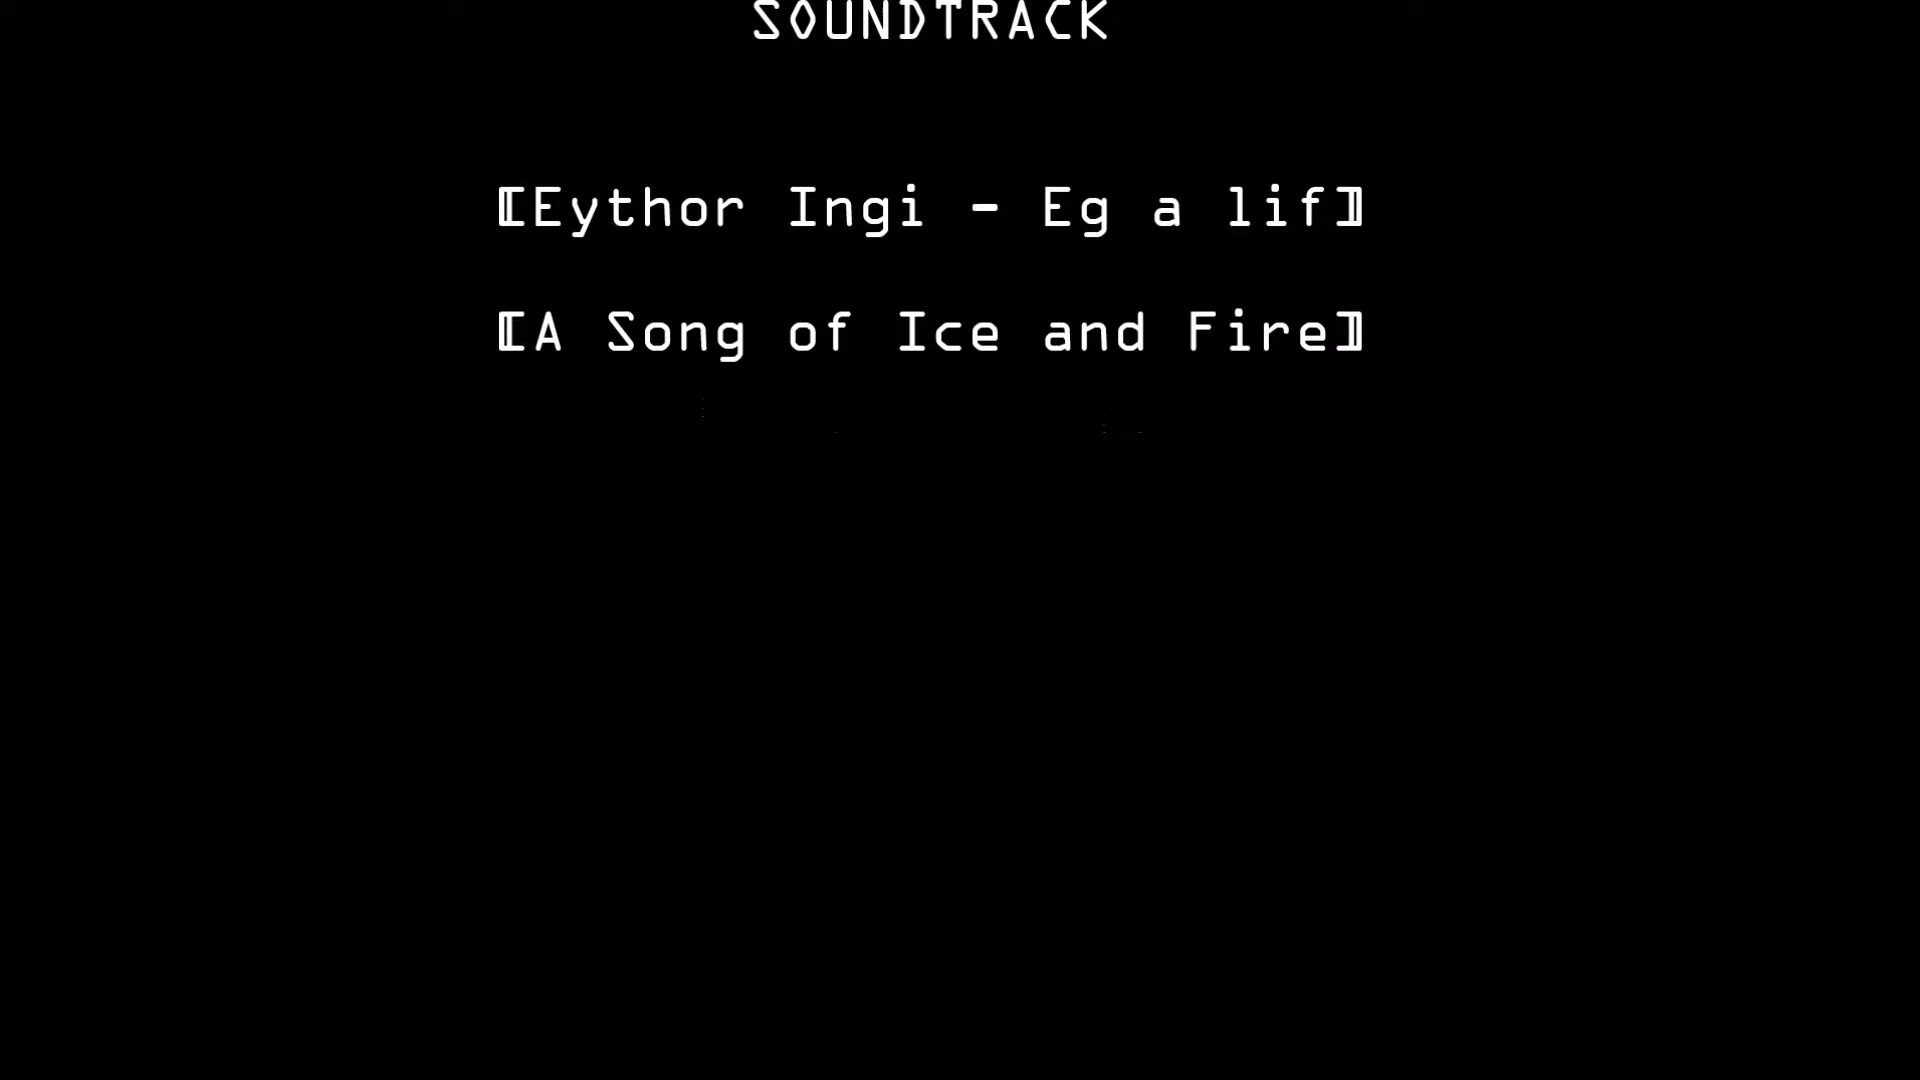 SOUNDTRACK
[Eythor Ingi - Eg a lif]
[A Song of Ice and Fire]